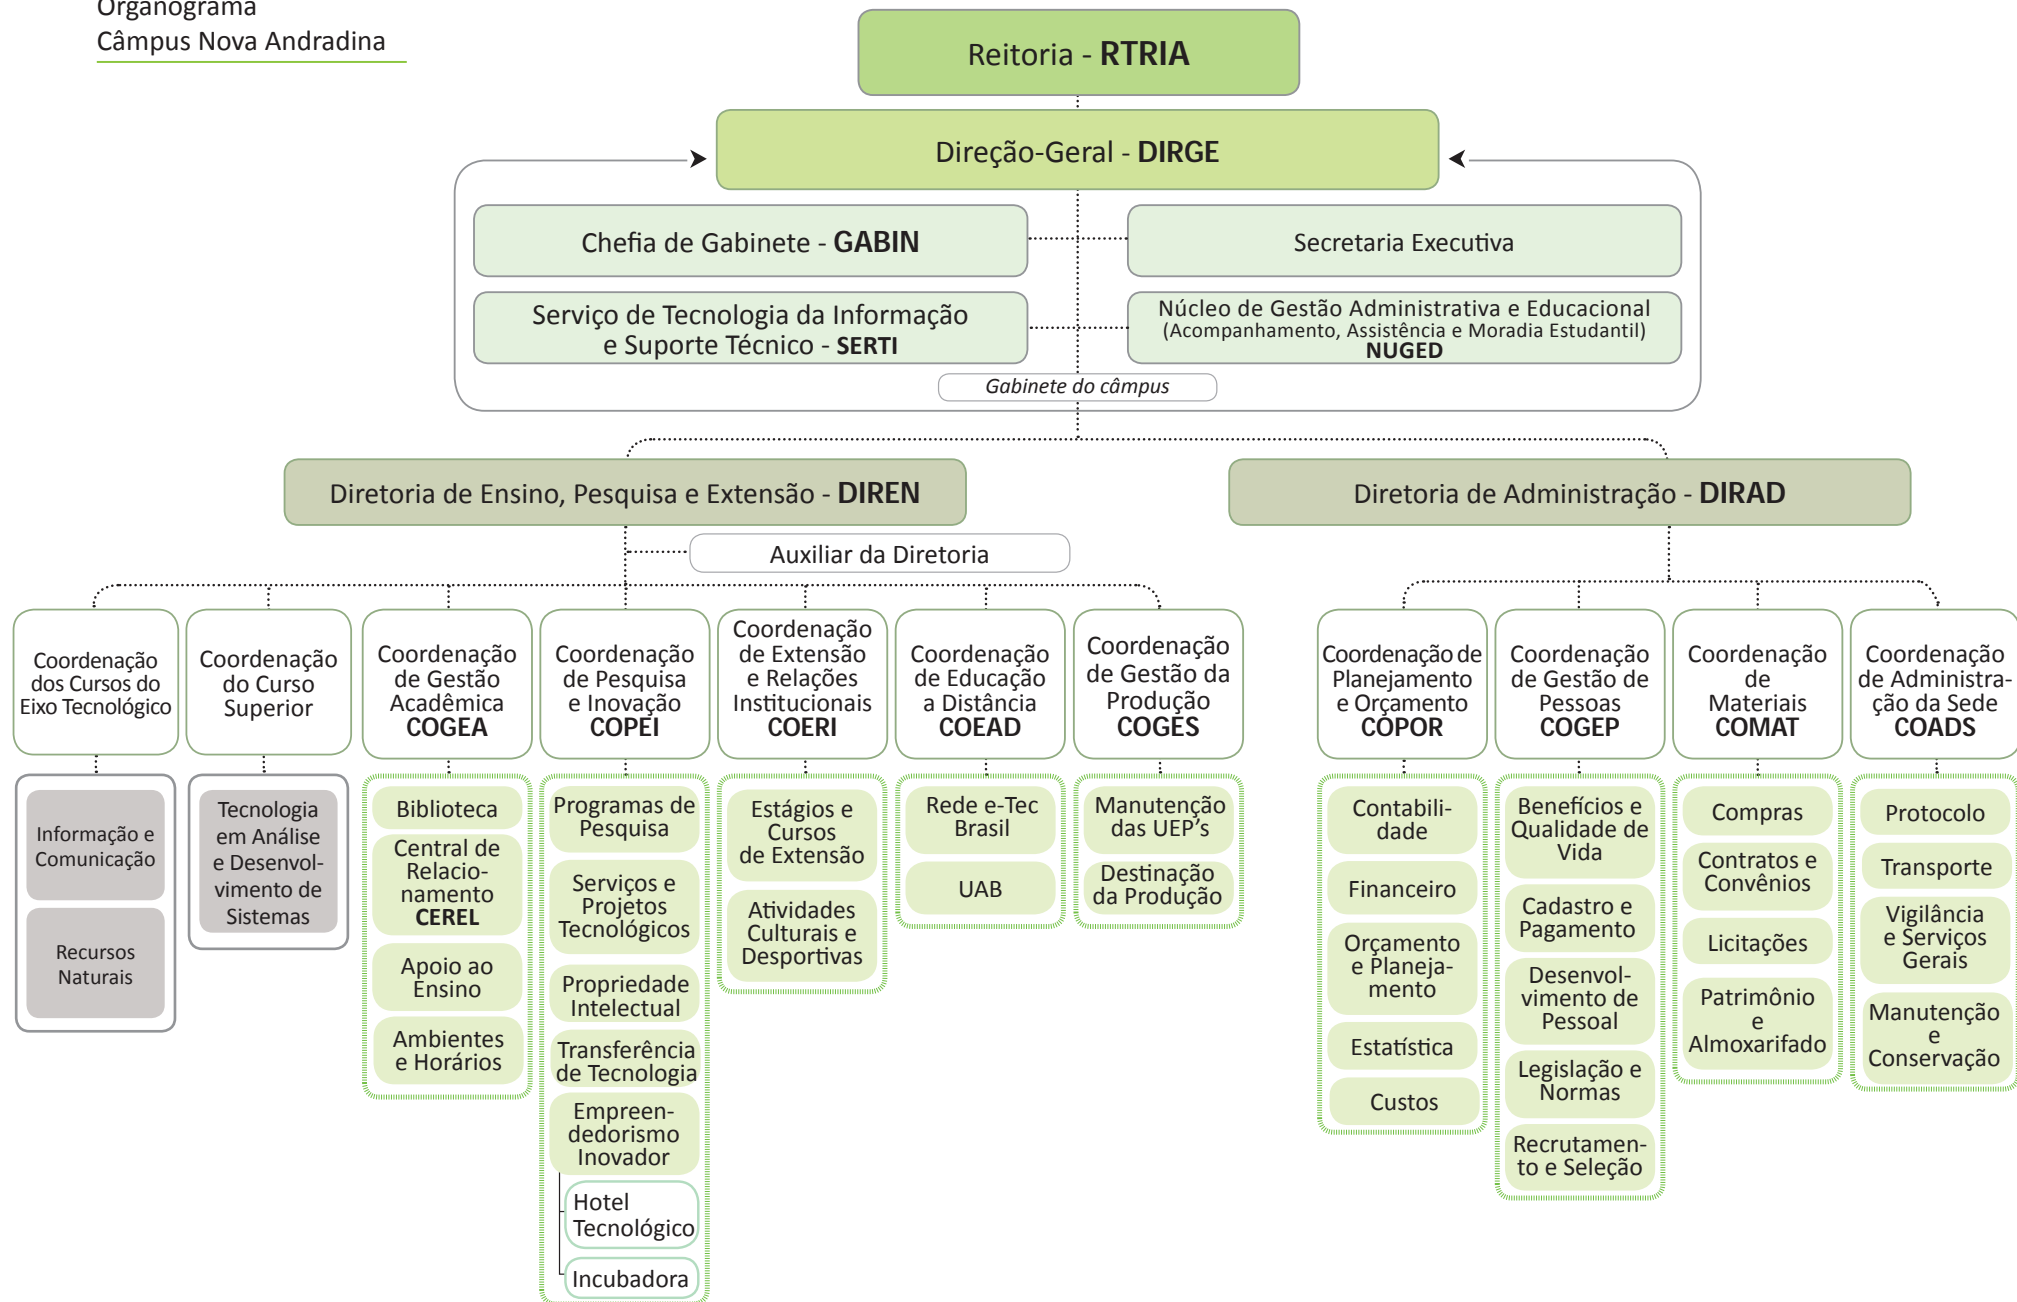 Organograma
Câmpus Nova Andradina
Reitoria - RTRIA
Direção-Geral - DIRGE
Chefia de Gabinete - GABIN
Secretaria Executiva
Serviço de Tecnologia da Informação
e Suporte Técnico - SERTI
Núcleo de Gestão Administrativa e Educacional
(Acompanhamento, Assistência e Moradia Estudantil)
NUGED
Gabinete do câmpus
Diretoria de Ensino, Pesquisa e Extensão - DIREN
Diretoria de Administração - DIRAD
Auxiliar da Diretoria
Coordenação
dos Cursos do
Eixo Tecnológico
Coordenação
do Curso
Superior
Coordenação
de Gestão
Acadêmica
COGEA
Coordenação
de Pesquisa
e Inovação
COPEI
Coordenação
de Extensão
e Relações
Institucionais
COERI
Coordenação
de Educação
a Distância
COEAD
Coordenação
de Gestão da
Produção
COGES
Coordenação de
Planejamento
e Orçamento
COPOR
Coordenação
de Gestão de
Pessoas
COGEP
Coordenação
de
Materiais
COMAT
Coordenação
de Administra-
ção da Sede
COADS
Informação e
Comunicação
Recursos
Naturais
Tecnologia
em Análise
e Desenvol-
vimento de
Sistemas
Biblioteca
Central de
Relacio-
namento
CEREL
Apoio ao
Ensino
Ambientes
e Horários
Programas de
Pesquisa
Serviços e
Projetos
Tecnológicos
Propriedade
Intelectual
Transferência
de Tecnologia
Empreen-
dedorismo
Inovador
Hotel
Tecnológico
Incubadora
Estágios e
Cursos
de Extensão
Atividades
Culturais e
Desportivas
Rede e-Tec
Brasil
UAB
Manutenção
das UEP's
Destinação
da Produção
Contabili-
dade
Financeiro
Orçamento
e Planeja-
mento
Estatística
Custos
Benefícios e
Qualidade de
Vida
Cadastro e
Pagamento
Desenvol-
vimento de
Pessoal
Legislação e
Normas
Recrutamen-
to e Seleção
Compras
Contratos e
Convênios
Licitações
Patrimônio
e
Almoxarifado
Protocolo
Transporte
Vigilância
e Serviços
Gerais
Manutenção
e
Conservação